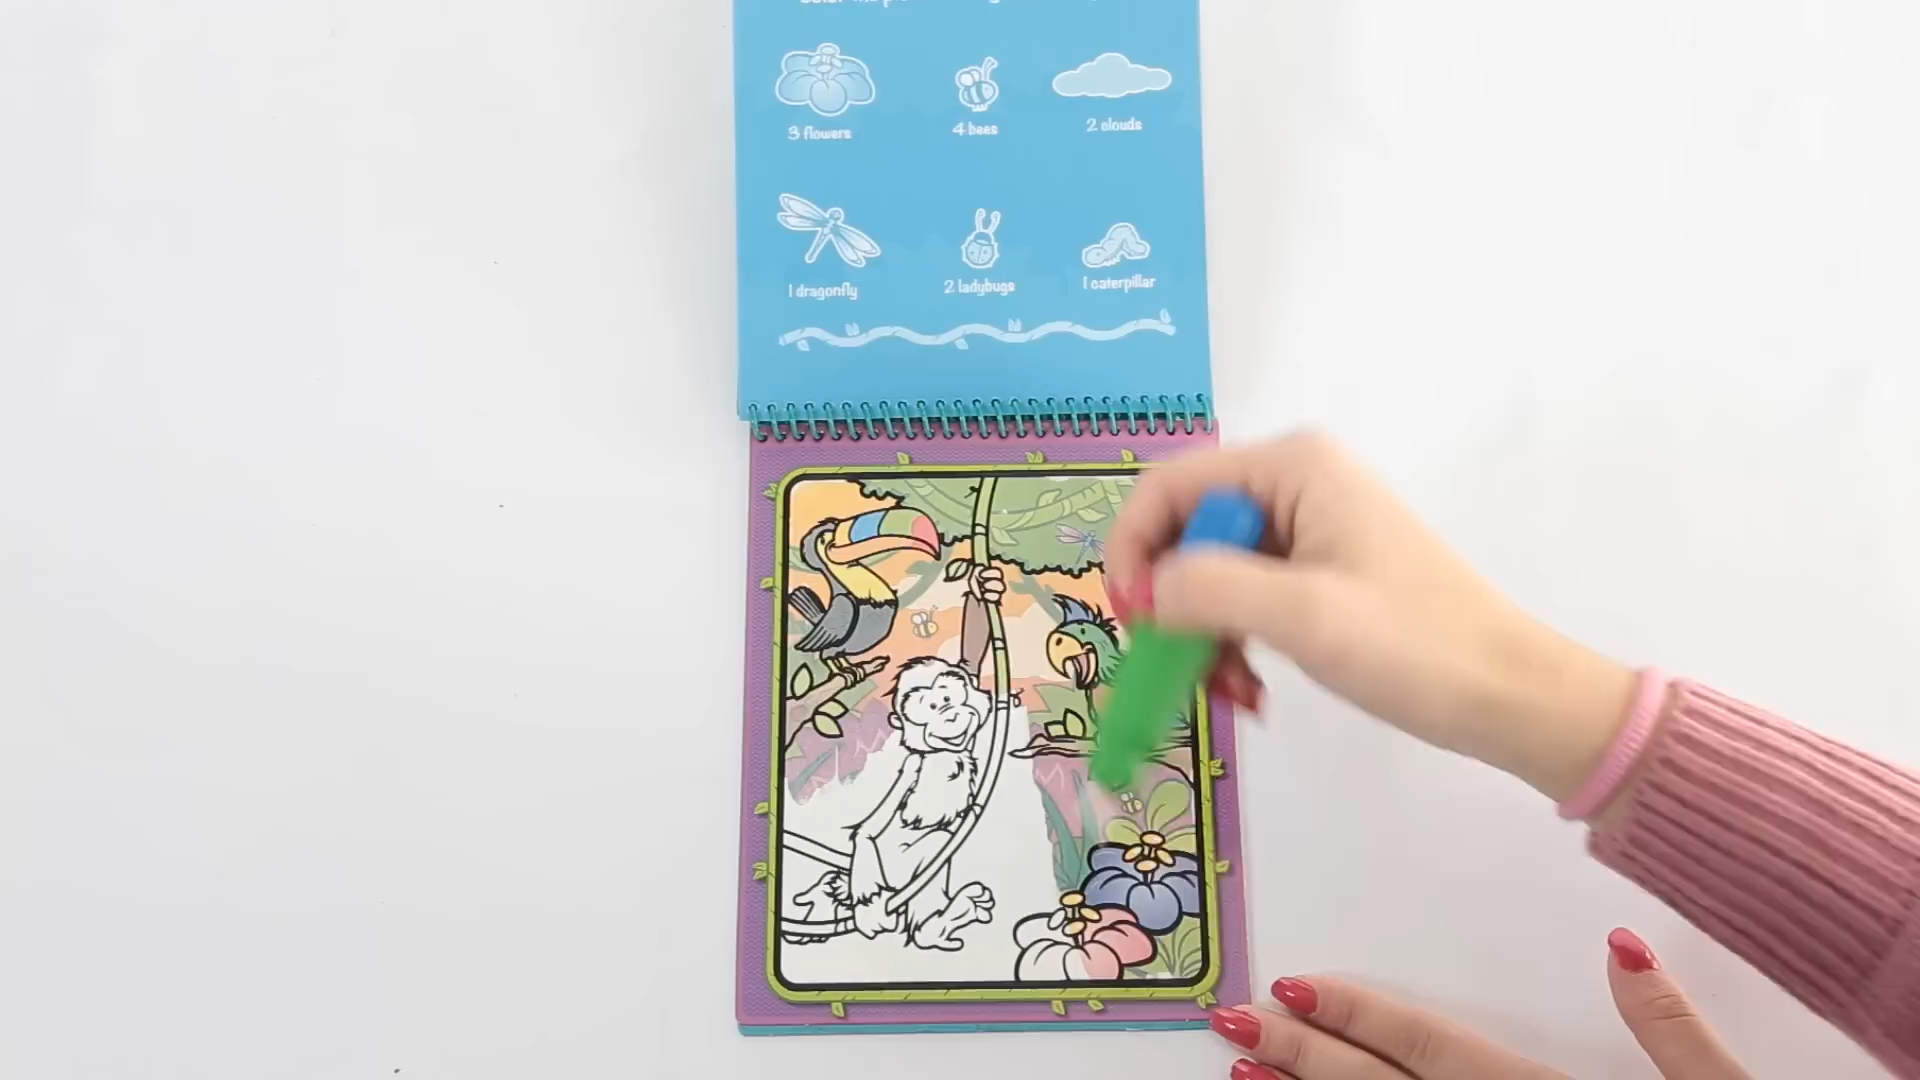 3 flowers
4 bees
2 clouds
1 dragonfly
2 ladybugs
1 caterpillar